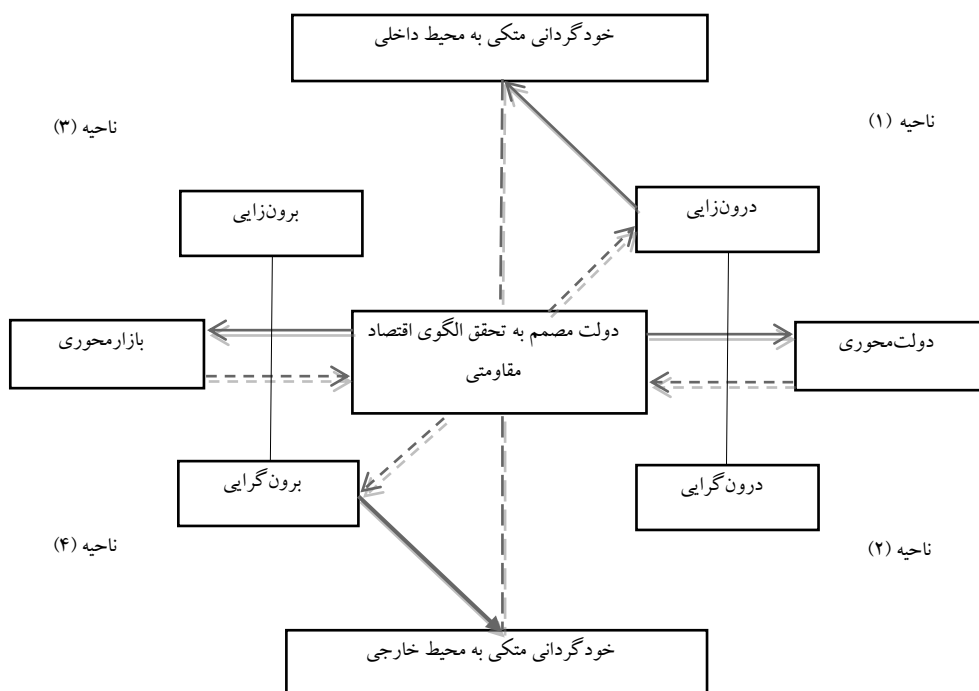 خودگردانی متکی به محیط داخلی
ناحیه (۱)
ناحیه (۳)
درون‌زایی
برون‌زایی
دولت مصمم به تحقق الگوی اقتصاد
مقاومتی
دولت‌محوری
بازارمحوری
درون‌گرایی
برون‌گرایی
ناحیه (۲)
ناحیه (۴)
خودگردانی متکی به محیط خارجی